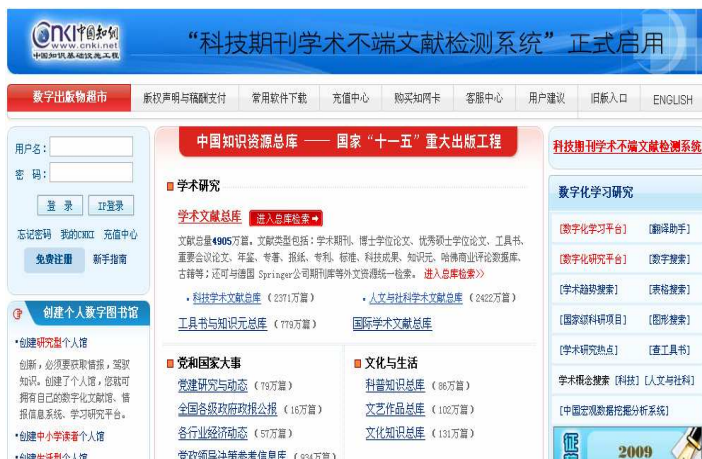 cnki中国知网
www.cnki.net
中国知识基础设施工程
“科技期刊学术不端文献检测系统”正式启用
数字出版物超市
版权声明与稿酬支付
常用软件下载
充值中心
购买知网卡
客服中心
用户建议
旧版入口
ENGLISH
用户名:
密 码:
登 录
IP登录
忘记密码 我的CNKI 充值中心
免费注册 新手指南
创建个人数字图书馆
·创建研究型个人馆
创新，必须要获取情报，驾驭
知识。创建了个人馆，您就可
拥有自己的数字化文献馆、情
报信息系统、学习研究平台。
·创建中小学读者个人馆
·创建生活型个人馆
中国知识资源总库 —— 国家“十一五”重大出版工程
学术研究
学术文献总库 进入总库检索
文献总量4905万篇。文献类型包括：学术期刊、博士学位论文、优秀硕士学位论文、工具书、
重要会议论文、年鉴、专著、报纸、专利、标准、科技成果、知识元、哈佛商业评论数据库、
古籍等；还可与德国 Springer公司期刊库等外文资源统一检索。 进入总库检索>>
·科技学术文献总库 (2371万篇)
·人文与社科学术文献总库 (2422万篇)
工具书与知识元总库 (779万篇)
国际学术文献总库
党和国家大事
党建研究与动态 (79万篇)
全国各级政府政报公报 (16万篇)
各行业经济动态 (57万篇)
党政领导决策参考信息库 (934万篇)
文化与生活
科普知识总库 (86万篇)
文艺作品总库 (102万篇)
文化知识总库 (131万篇)
科技期刊学术不端文献检测系统
数字化学习研究
[数字化学习平台] [翻译助手]
[数字化研究平台] [数字搜索]
[学术趋势搜索] [表格搜索]
[国家级科研项目] [图形搜索]
[学术研究热点] [查工具书]
学术概念搜索 [科技] [人文与社科]
[中国宏观数据挖掘分析系统]
2009